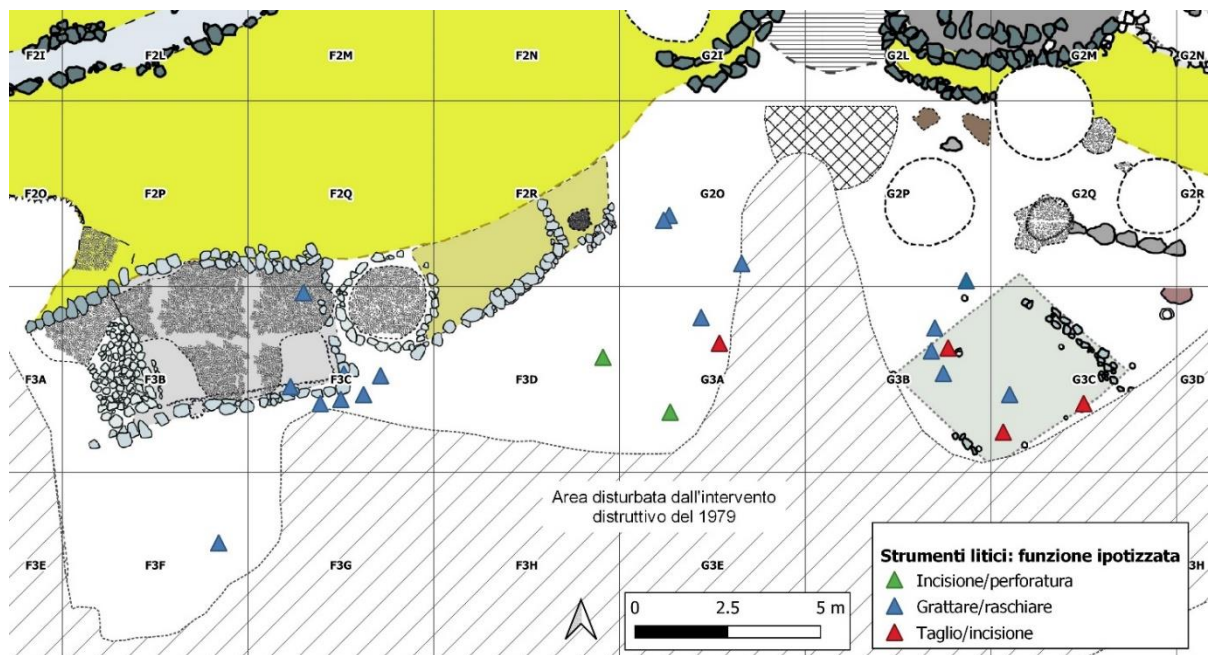 F2I
F2L
F2M
F2N
G2I
G2L
G2M
G2N
F2O
F2P
F2Q
F2R
G2O
G2P
G2Q
G2R
F3A
F3B
F3C
F3D
G3A
G3B
G3C
G3D
Area disturbata dall'intervento
distruttivo del 1979
F3E
F3F
F3G
F3H
G3E
3H
0 2.5 5 m
Strumenti litici: funzione ipotizzata
Incisione/perforatura
Grattare/raschiare
Taglio/incisione